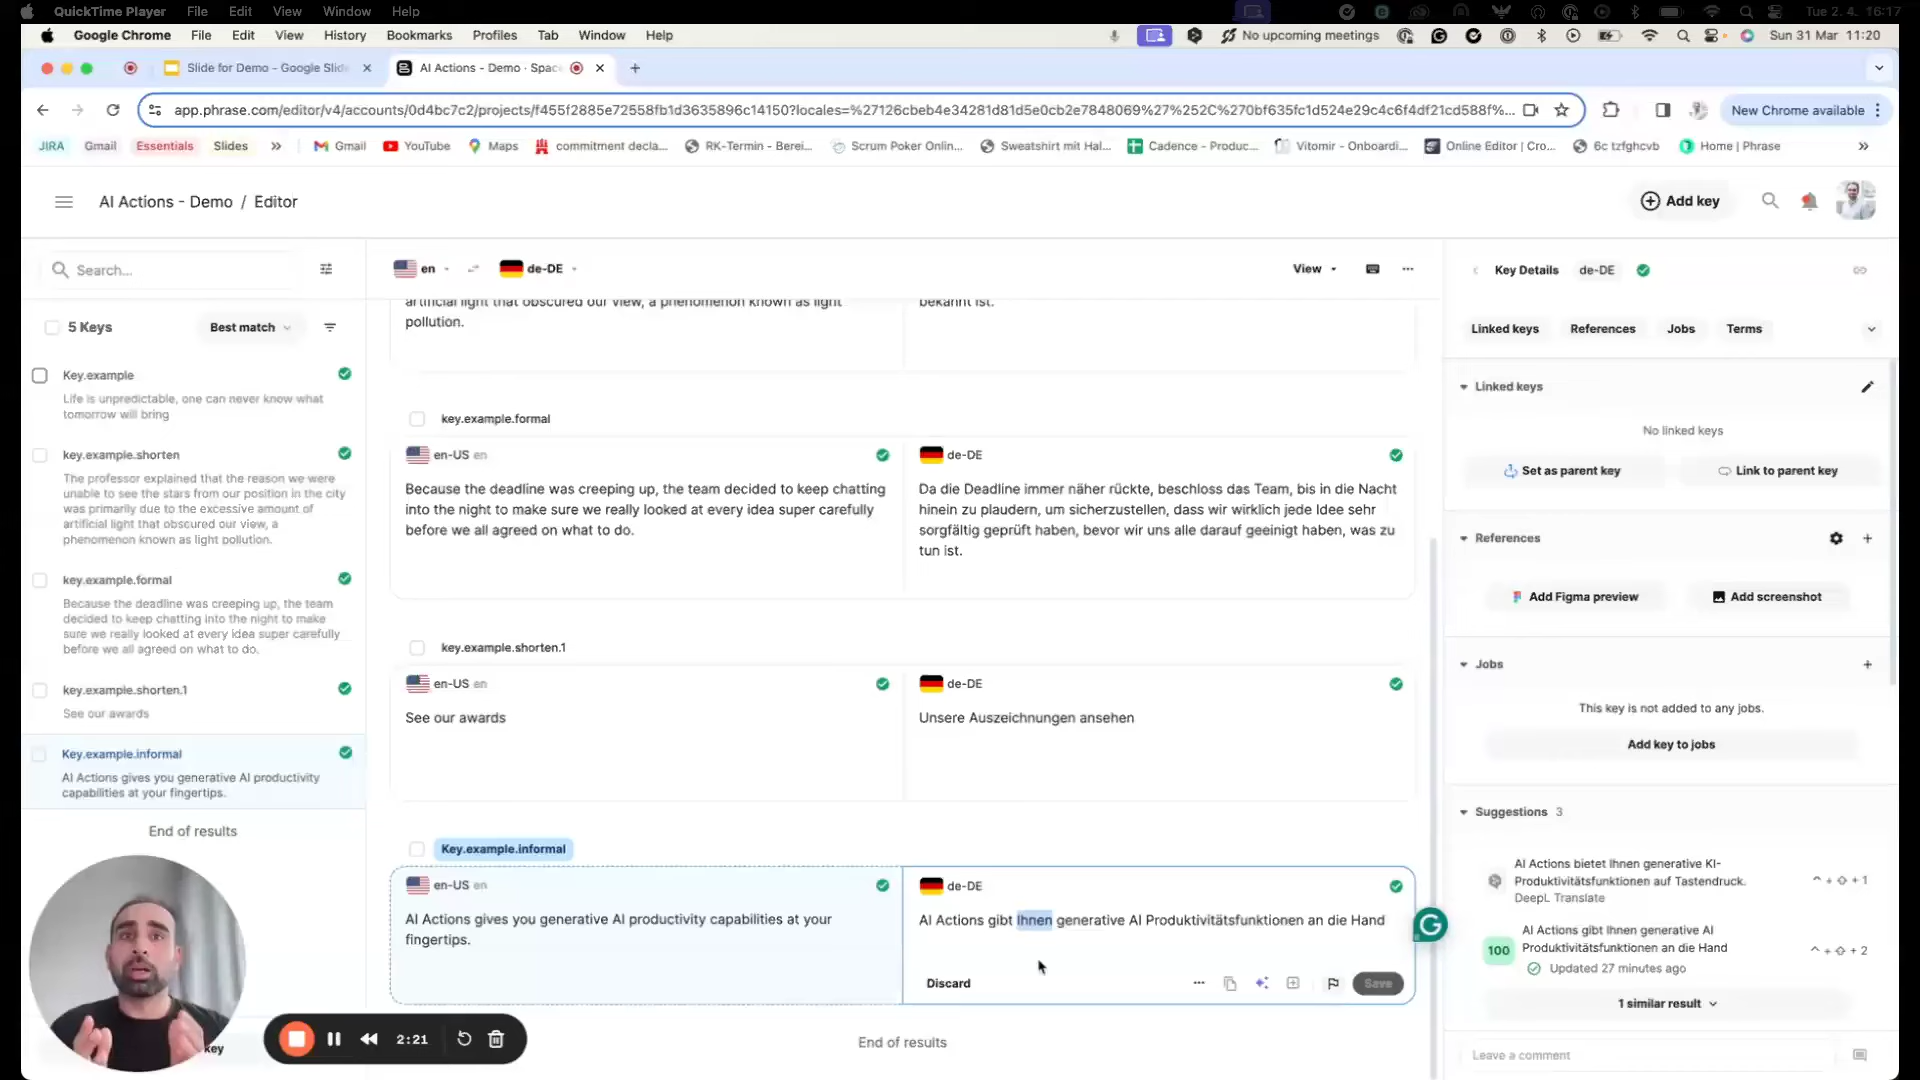 QuickTime Player File Edit View Window Help Tue 2. 4. 16:17
Google Chrome File Edit View History Bookmarks Profiles Tab Window Help No upcoming meetings Sun 31 Mar 11:20
Slide for Demo - Google Slide AI Actions - Demo · Space
app.phrase.com/editor/v4/accounts/0d4bc7c2/projects/f455f2885e72558fb1d3635896c14150?locales=%27126cbeb4e34281d81d5e0cb2e7848069%27%252C%270bf635fc1d524e29c4c6f4df21cd588f%... New Chrome available
JIRA Gmail Essentials Slides Gmail YouTube Maps commitment decla... RK-Termin - Berei... Scrum Poker Onlin... Sweatshirt mit Hal... Cadence - Produc... Vitomir - Onboardi... Online Editor | Cro... 6c tzfghcvb Home | Phrase
AI Actions - Demo / Editor Add key
Search...
5 Keys Best match
Key.example
Life is unpredictable, one can never know what
tomorrow will bring
key.example.shorten
The professor explained that the reason we were
unable to see the stars from our position in the city
was primarily due to the excessive amount of
artificial light that obscured our view, a
phenomenon known as light pollution.
key.example.formal
Because the deadline was creeping up, the team
decided to keep chatting into the night to make
sure we really looked at every idea super carefully
before we all agreed on what to do.
key.example.shorten.1
See our awards
Key.example.informal
AI Actions gives you generative AI productivity
capabilities at your fingertips.
End of results
key
2:21
en de-DE View
artificial light that obscured our view, a phenomenon known as light
pollution.
bekannt ist.
key.example.formal
en-US en
Because the deadline was creeping up, the team decided to keep chatting
into the night to make sure we really looked at every idea super carefully
before we all agreed on what to do.
de-DE
Da die Deadline immer näher rückte, beschloss das Team, bis in die Nacht
hinein zu plaudern, um sicherzustellen, dass wir wirklich jede Idee sehr
sorgfältig geprüft haben, bevor wir uns alle darauf geeinigt haben, was zu
tun ist.
key.example.shorten.1
en-US en
See our awards
de-DE
Unsere Auszeichnungen ansehen
Key.example.informal
en-US en
AI Actions gives you generative AI productivity capabilities at your
fingertips.
de-DE
AI Actions gibt Ihnen generative AI Produktivitätsfunktionen an die Hand
Discard Save
End of results
Key Details de-DE
Linked keys References Jobs Terms
Linked keys
No linked keys
Set as parent key Link to parent key
References
Add Figma preview Add screenshot
Jobs
This key is not added to any jobs.
Add key to jobs
Suggestions 3
AI Actions bietet Ihnen generative KI-
Produktivitätsfunktionen auf Tastendruck.
DeepL Translate
+ + 1
100
AI Actions gibt Ihnen generative AI
Produktivitätsfunktionen an die Hand
Updated 27 minutes ago
+ + 2
1 similar result
Leave a comment